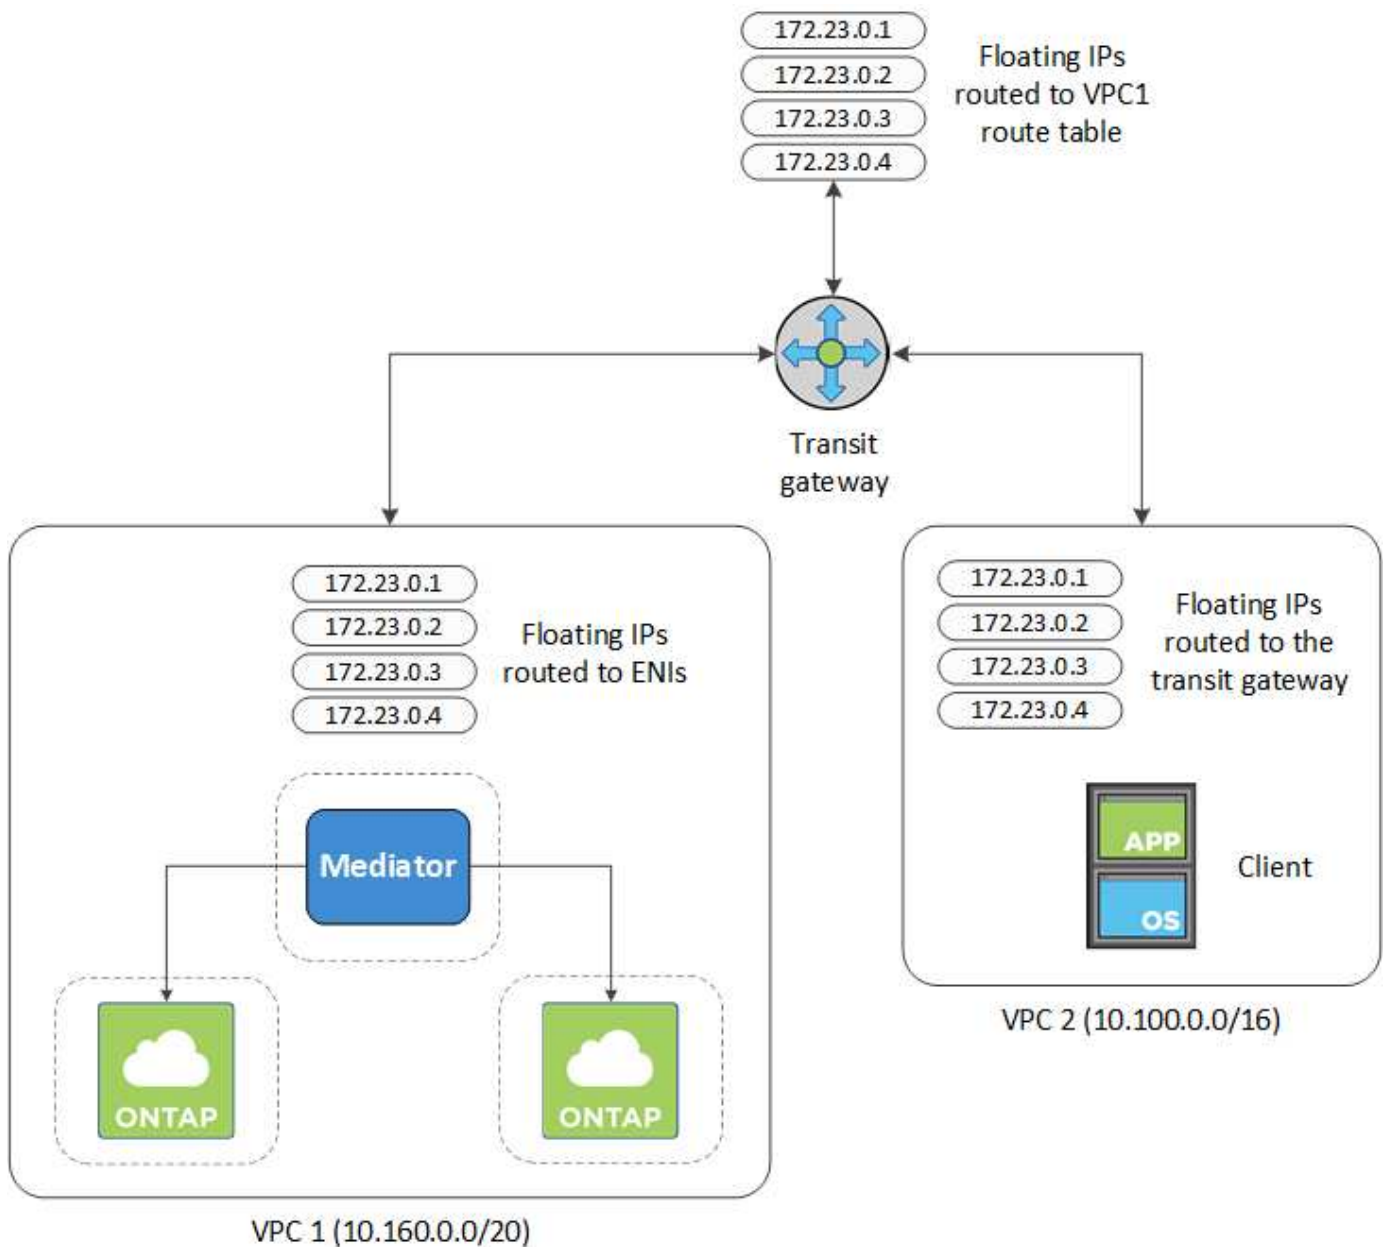 172.23.0.1
172.23.0.2
172.23.0.3
172.23.0.4
Floating IPs
routed to VPC1
route table
Transit
gateway
172.23.0.1
172.23.0.2
172.23.0.3
172.23.0.4
Floating IPs
routed to ENIs
Mediator
ONTAP
ONTAP
VPC 1 (10.160.0.0/20)
172.23.0.1
172.23.0.2
172.23.0.3
172.23.0.4
Floating IPs
routed to the
transit gateway
APP
OS
Client
VPC 2 (10.100.0.0/16)